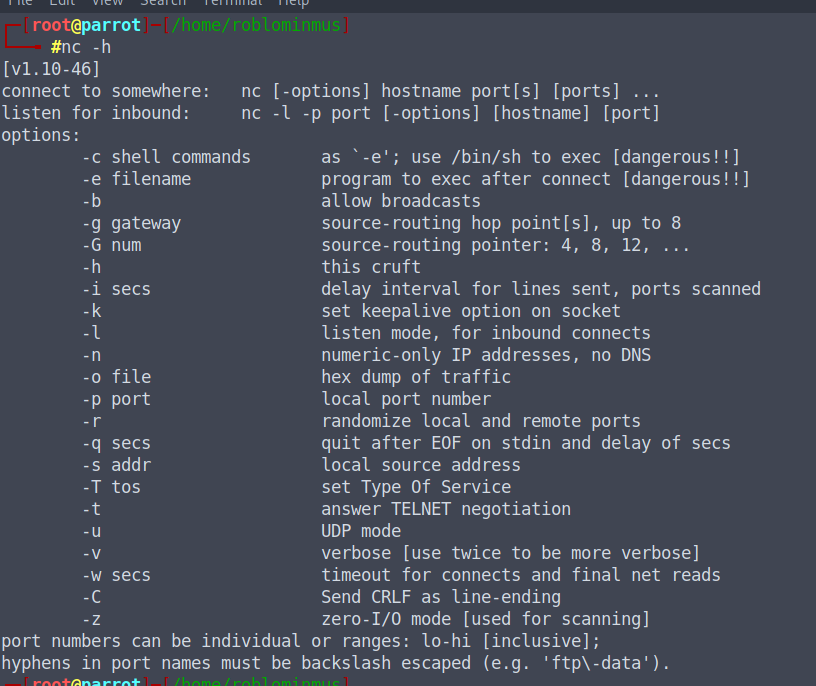 File Edit View Search Terminal Help
┌─[root@parrot]─[/home/roblominmus]
└──╼ #nc -h
[v1.10-46]
connect to somewhere:   nc [-options] hostname port[s] [ports] ...
listen for inbound:     nc -l -p port [-options] [hostname] [port]
options:
        -c shell commands       as `-e'; use /bin/sh to exec [dangerous!!]
        -e filename             program to exec after connect [dangerous!!]
        -b                      allow broadcasts
        -g gateway              source-routing hop point[s], up to 8
        -G num                  source-routing pointer: 4, 8, 12, ...
        -h                      this cruft
        -i secs                 delay interval for lines sent, ports scanned
        -k                      set keepalive option on socket
        -l                      listen mode, for inbound connects
        -n                      numeric-only IP addresses, no DNS
        -o file                 hex dump of traffic
        -p port                 local port number
        -r                      randomize local and remote ports
        -q secs                 quit after EOF on stdin and delay of secs
        -s addr                 local source address
        -T tos                  set Type Of Service
        -t                      answer TELNET negotiation
        -u                      UDP mode
        -v                      verbose [use twice to be more verbose]
        -w secs                 timeout for connects and final net reads
        -C                      Send CRLF as line-ending
        -z                      zero-I/O mode [used for scanning]
port numbers can be individual or ranges: lo-hi [inclusive];
hyphens in port names must be backslash escaped (e.g. 'ftp\-data').
┌─[root@parrot]─[/home/roblominmus]